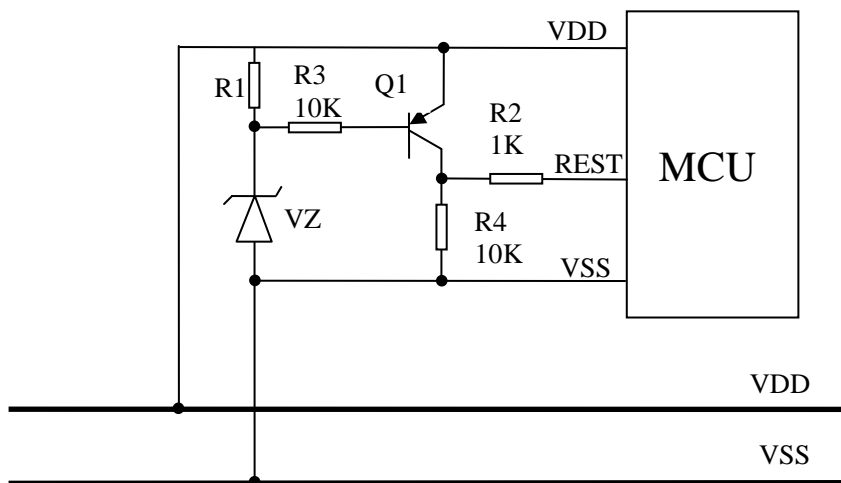 VDD
R1
R3
10K
Q1
R2
1K
REST
MCU
VZ
R4
10K
VSS
VDD
VSS